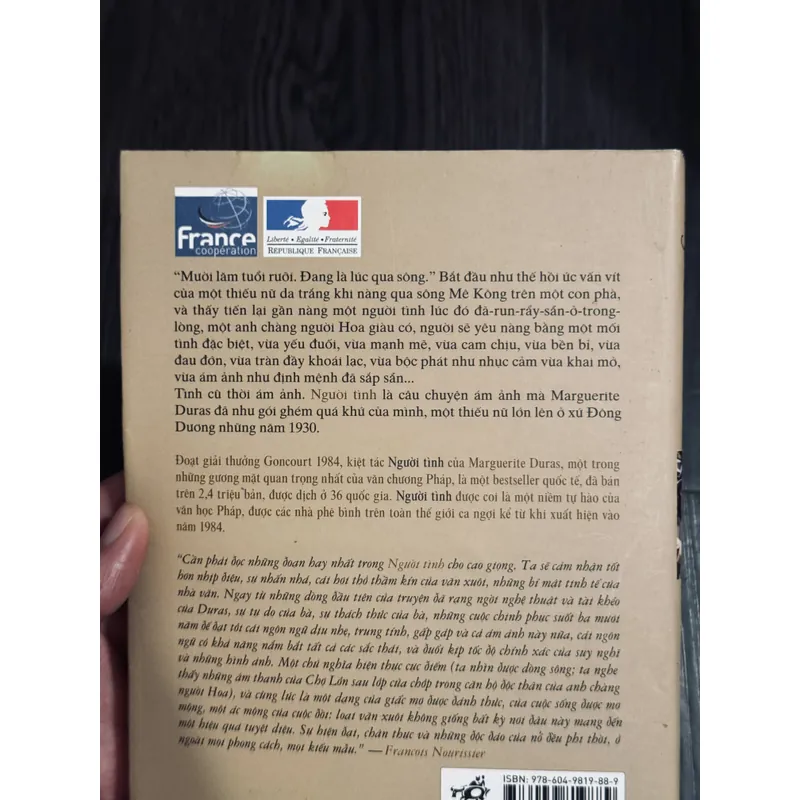 France
coopération
Liberté • Egalité • Fraternité
RÉPUBLIQUE FRANÇAISE
"Mười lăm tuổi rưỡi. Đang là lúc qua sông." Bắt đầu như thế hồi ức vấn vít
của một thiếu nữ da trắng khi nàng qua sông Mê Kông trên một con phà,
và thấy tiến lại gần nàng một người tình lúc đó đã-run-rẩy-sẵn-ở-trong-
lòng, một anh chàng người Hoa giàu có, người sẽ yêu nàng bằng một mối
tình đặc biệt, vừa yếu đuối, vừa mạnh mẽ, vừa cam chịu, vừa bền bỉ, vừa
đau đớn, vừa tràn đầy khoái lạc, vừa bộc phát như nhục cảm vừa khai mở,
vừa ám ảnh như định mệnh đã sắp sẵn...
Tình cũ thời ám ảnh. Người tình là câu chuyện ám ảnh mà Marguerite
Duras đã như gói ghém quá khứ của mình, một thiếu nữ lớn lên ở xứ Đông
Dương những năm 1930.
Đoạt giải thưởng Goncourt 1984, kiệt tác Người tình của Marguerite Duras, một trong
những gương mặt quan trọng nhất của văn chương Pháp, là một bestseller quốc tế, đã bán
trên 2,4 triệu bản, được dịch ở 36 quốc gia. Người tình được coi là một niềm tự hào của
văn học Pháp, được các nhà phê bình trên toàn thế giới ca ngợi kể từ khi xuất hiện vào
năm 1984.
"Cần phải đọc những đoạn hay nhất trong Người tình cho cao giọng. Ta sẽ cảm nhận tốt
hơn nhịp điệu, sự nhấn nhá, cái hơi thở thầm kín của văn xuôi, những bí mật tinh tế của
nhà văn. Ngay từ những dòng đầu tiên của truyện đã rạng ngời nghệ thuật và tài khéo
của Duras, sự tự do của bà, sự thách thức của bà, những cuộc chinh phục suốt ba mươi
năm để đạt tới cái ngôn ngữ dịu nhẹ, trung tính, gấp gáp và cả ám ảnh này nữa, cái ngôn
ngữ có khả năng nắm bắt tất cả các sắc thái, và đuổi kịp tốc độ chính xác của suy nghĩ
và những hình ảnh. Một chủ nghĩa hiện thực cực điểm (ta nhìn được dòng sông; ta nghe
thấy những âm thanh của Chợ Lớn sau lớp cửa chớp trong căn hộ độc thân của anh chàng
người Hoa), và cùng lúc là một dạng của giấc mơ được đánh thức, của cuộc sống được mơ
mộng, một ác mộng của cuộc đời: loại văn xuôi không giống bất kỳ nơi đâu này mang đến
một hiệu quả tuyệt diệu. Sự hiện đại, chân thực và những độc đáo của nó đều phi thời, ở
ngoài mọi phong cách, mọi kiểu mẫu." — Francois Nourissier
ISBN: 978-604-9819-88-9